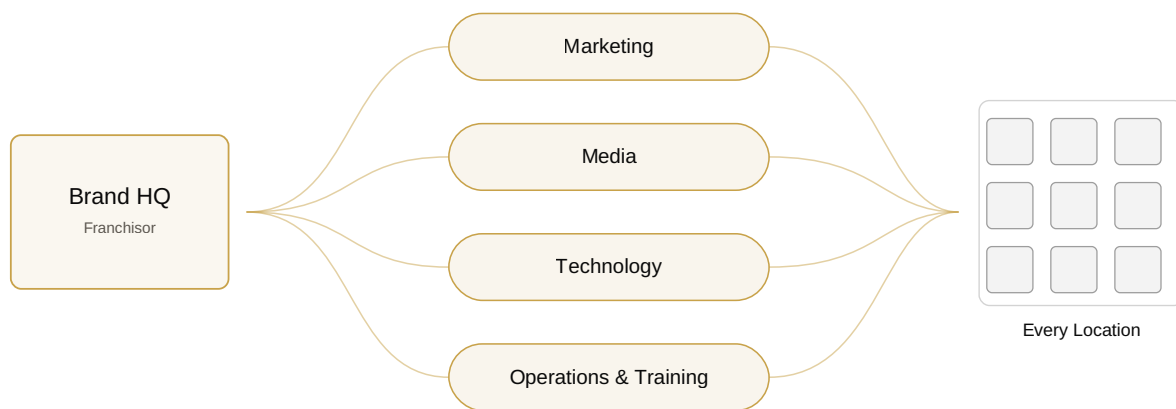 Brand HQ
Franchisor
Marketing
Media
Technology
Operations & Training
Every Location